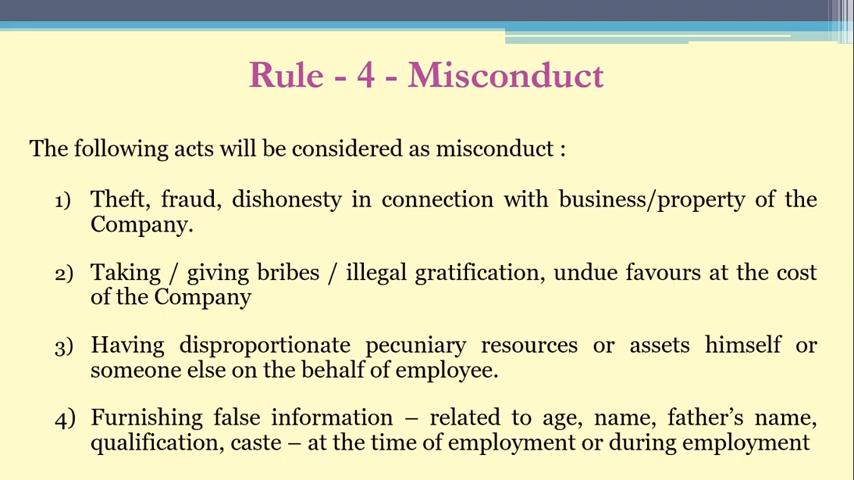 Rule - 4 - Misconduct
The following acts will be considered as misconduct :
1) Theft, fraud, dishonesty in connection with business/property of the
Company.
2) Taking / giving bribes / illegal gratification, undue favours at the cost
of the Company
3) Having disproportionate pecuniary resources or assets himself or
someone else on the behalf of employee.
4) Furnishing false information – related to age, name, father’s name,
qualification, caste – at the time of employment or during employment